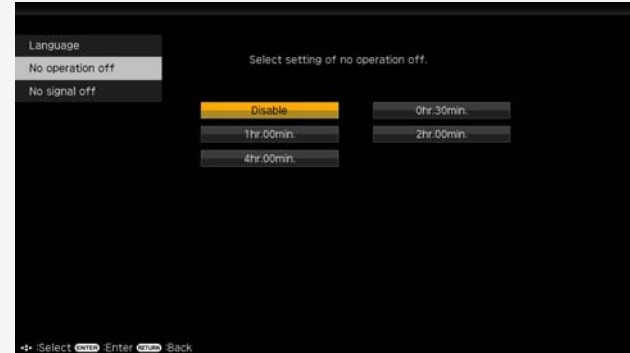 Language
No operation off
No signal off
Select setting of no operation off.
Disable
0hr.30min.
1hr.00min.
2hr.00min.
4hr.00min.
:Select ENTER :Enter RETURN :Back